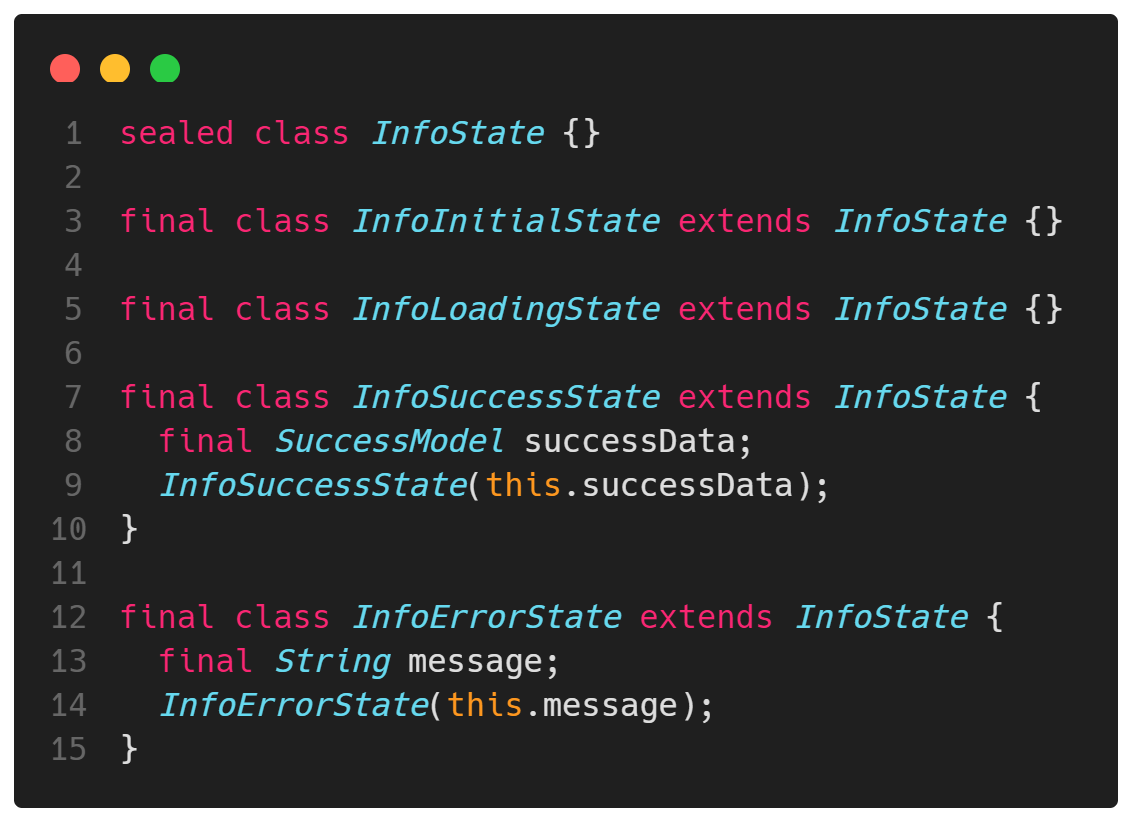 1 sealed class InfoState {}
2
3 final class InfoInitialState extends InfoState {}
4
5 final class InfoLoadingState extends InfoState {}
6
7 final class InfoSuccessState extends InfoState {
8   final SuccessModel successData;
9   InfoSuccessState(this.successData);
10 }
11
12 final class InfoErrorState extends InfoState {
13   final String message;
14   InfoErrorState(this.message);
15 }